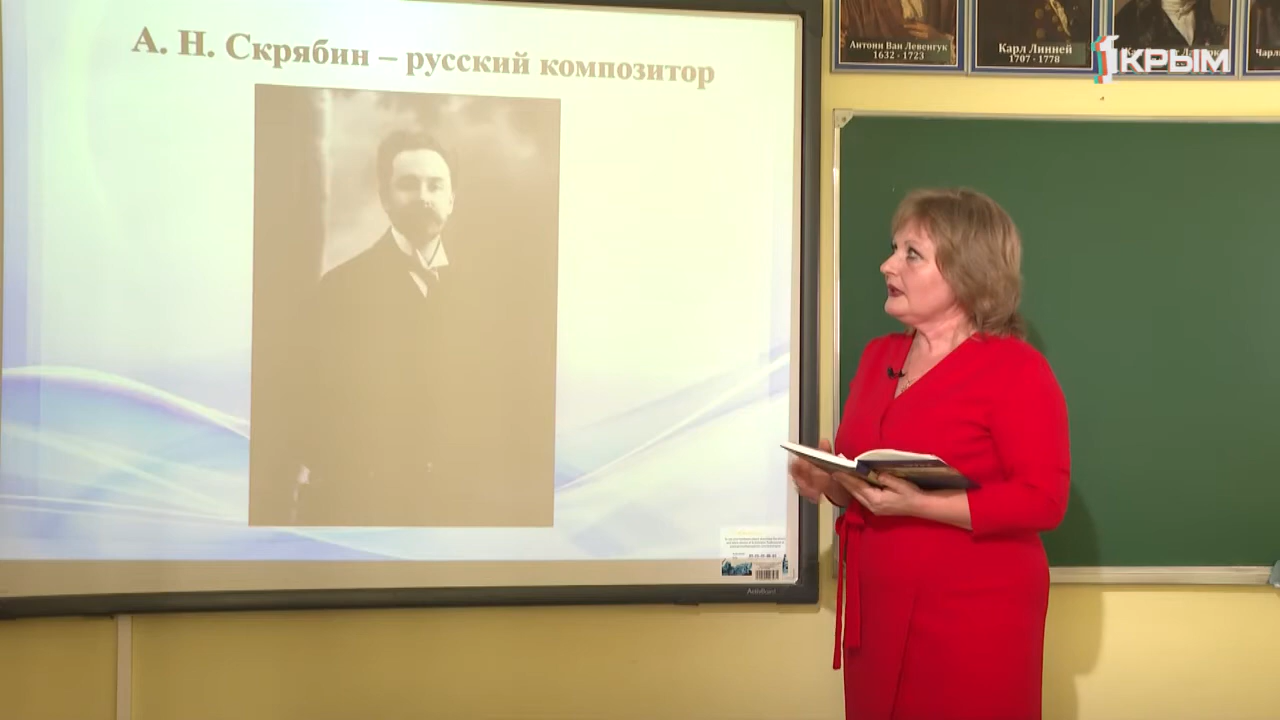 А. Н. Скрябин – русский композитор
Антони Ван Левенгук
1632 - 1723
Карл Линней
1707 - 1778
1КРЫМ